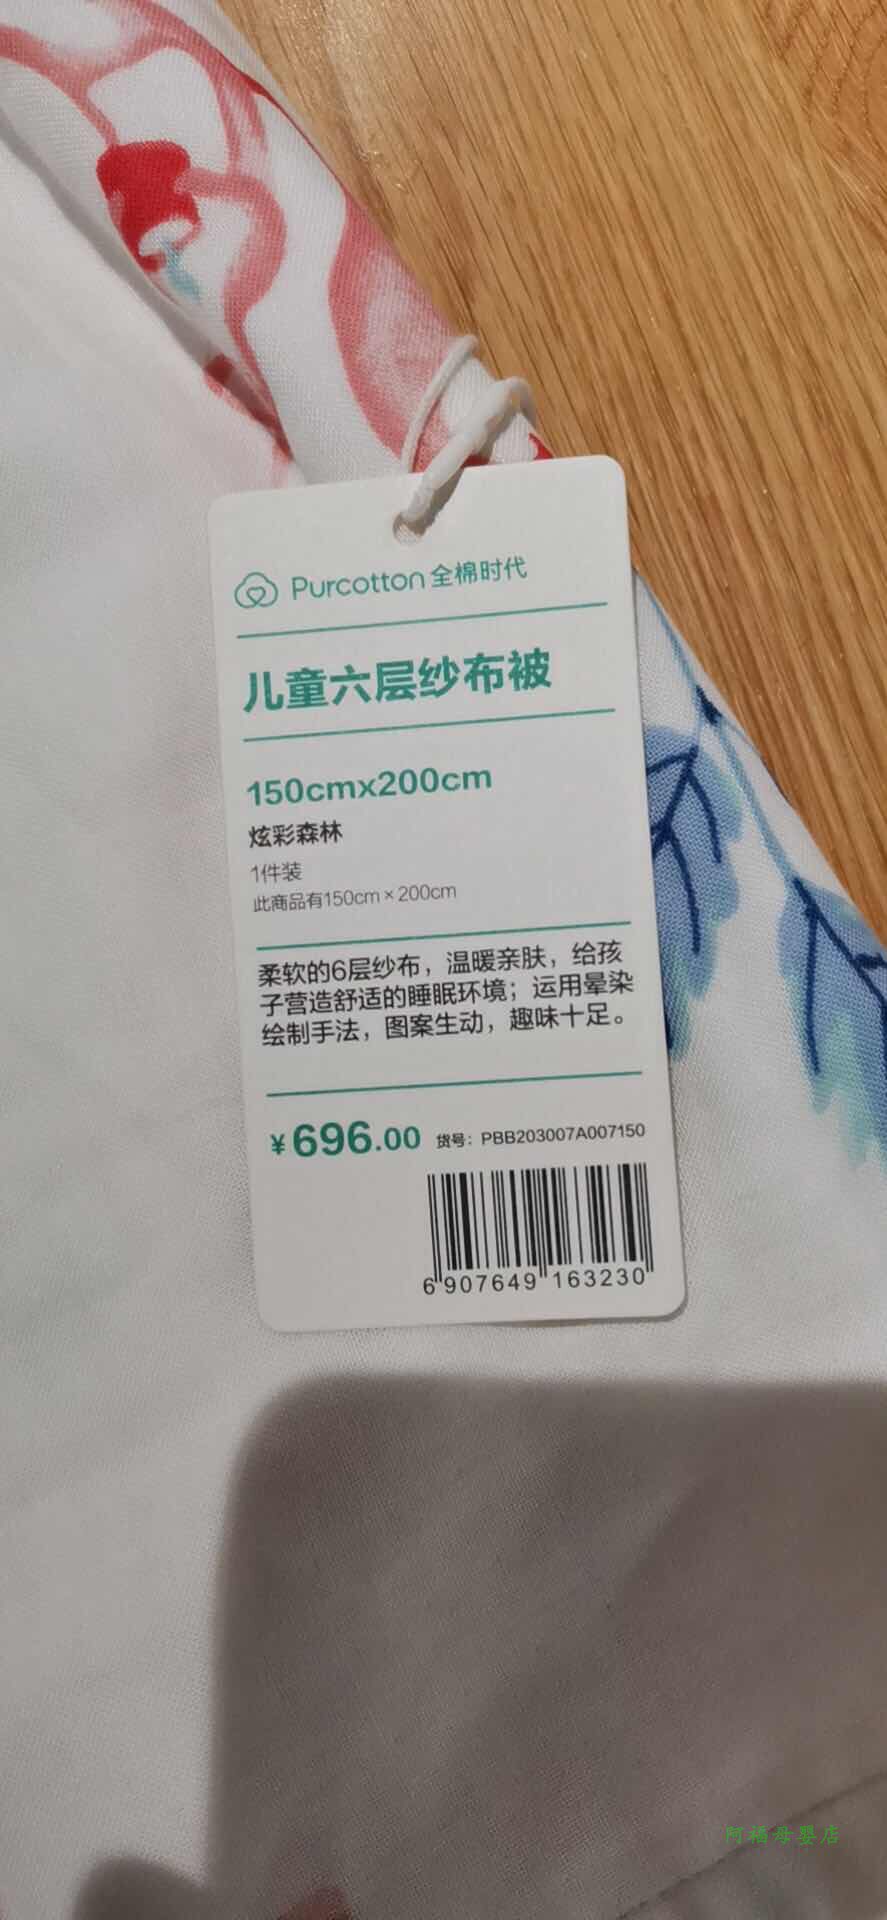 Purcotton 全棉时代
儿童六层纱布被
150cmx200cm
炫彩森林
1件装
此商品有150cm×200cm
柔软的6层纱布，温暖亲肤，给孩
子营造舒适的睡眠环境；运用晕染
绘制手法，图案生动，趣味十足。
¥696.00 货号：PBB203007A007150
6 907649 163230
阿福母婴店